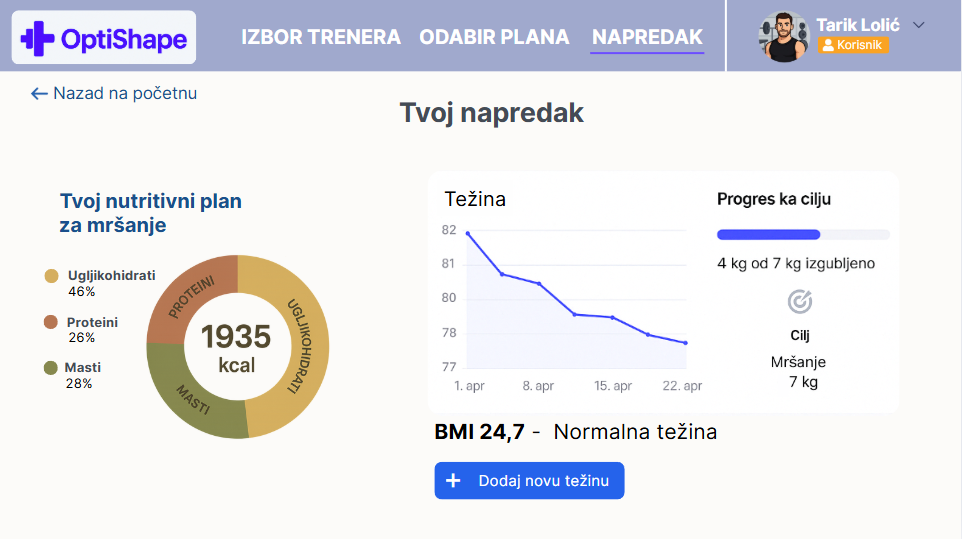 OptiShape
IZBOR TRENERA
ODABIR PLANA
NAPREDAK
Tarik Lolić
Korisnik
← Nazad na početnu
Tvoj napredak
Tvoj nutritivni plan
za mršanje
Ugljikohidrati
46%
Proteini
26%
Masti
28%
PROTEINI
UGLJIKOHIDRATI
MASTI
1935
kcal
Težina
82
81
80
78
77
1. apr
8. apr
15. apr
22. apr
Progres ka cilju
4 kg od 7 kg izgubljeno
Cilj
Mršanje
7 kg
BMI 24,7 - Normalna težina
+ Dodaj novu težinu